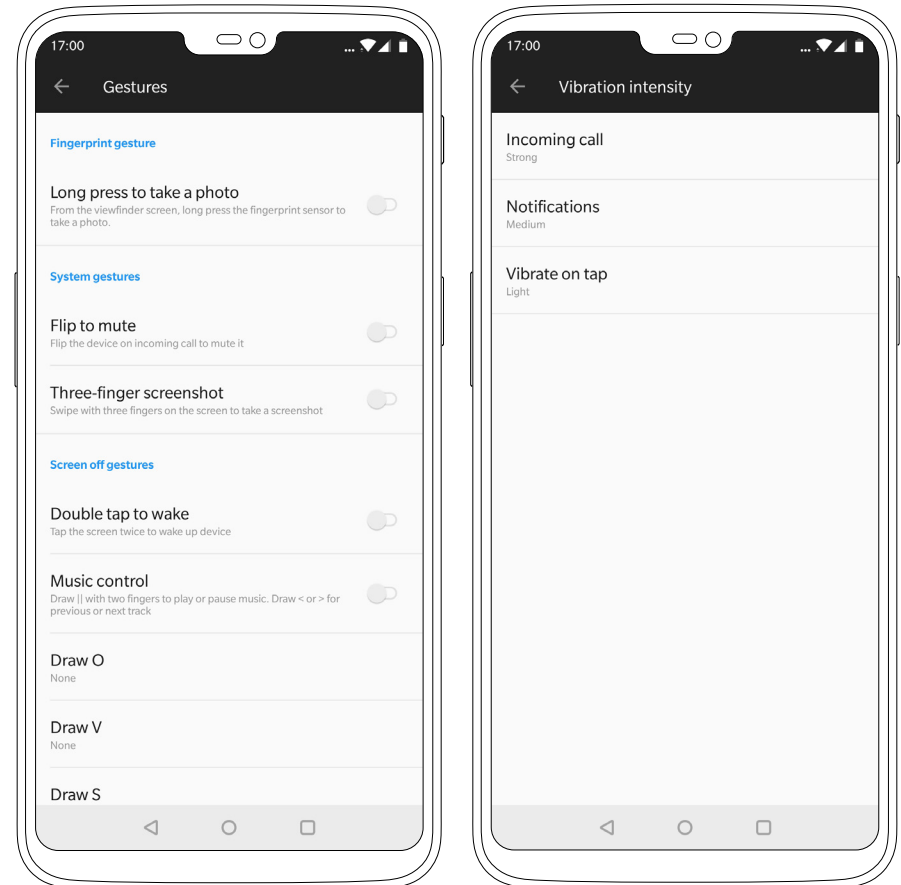 17:00
Gestures
Fingerprint gesture
Long press to take a photo
From the viewfinder screen, long press the fingerprint sensor to
take a photo.
System gestures
Flip to mute
Flip the device on incoming call to mute it
Three-finger screenshot
Swipe with three fingers on the screen to take a screenshot
Screen off gestures
Double tap to wake
Tap the screen twice to wake up device
Music control
Draw || with two fingers to play or pause music. Draw < or > for
previous or next track
Draw O
None
Draw V
None
Draw S
17:00
Vibration intensity
Incoming call
Strong
Notifications
Medium
Vibrate on tap
Light